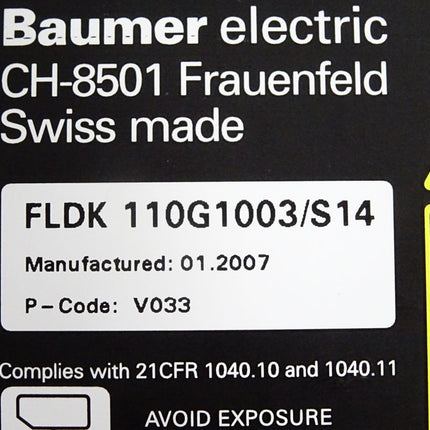 Baumer electric
CH-8501 Frauenfeld
Swiss made
FLDK 110G1003/S14
Manufactured: 01.2007
P-Code: V033
Complies with 21CFR 1040.10 and 1040.11
AVOID EXPOSURE